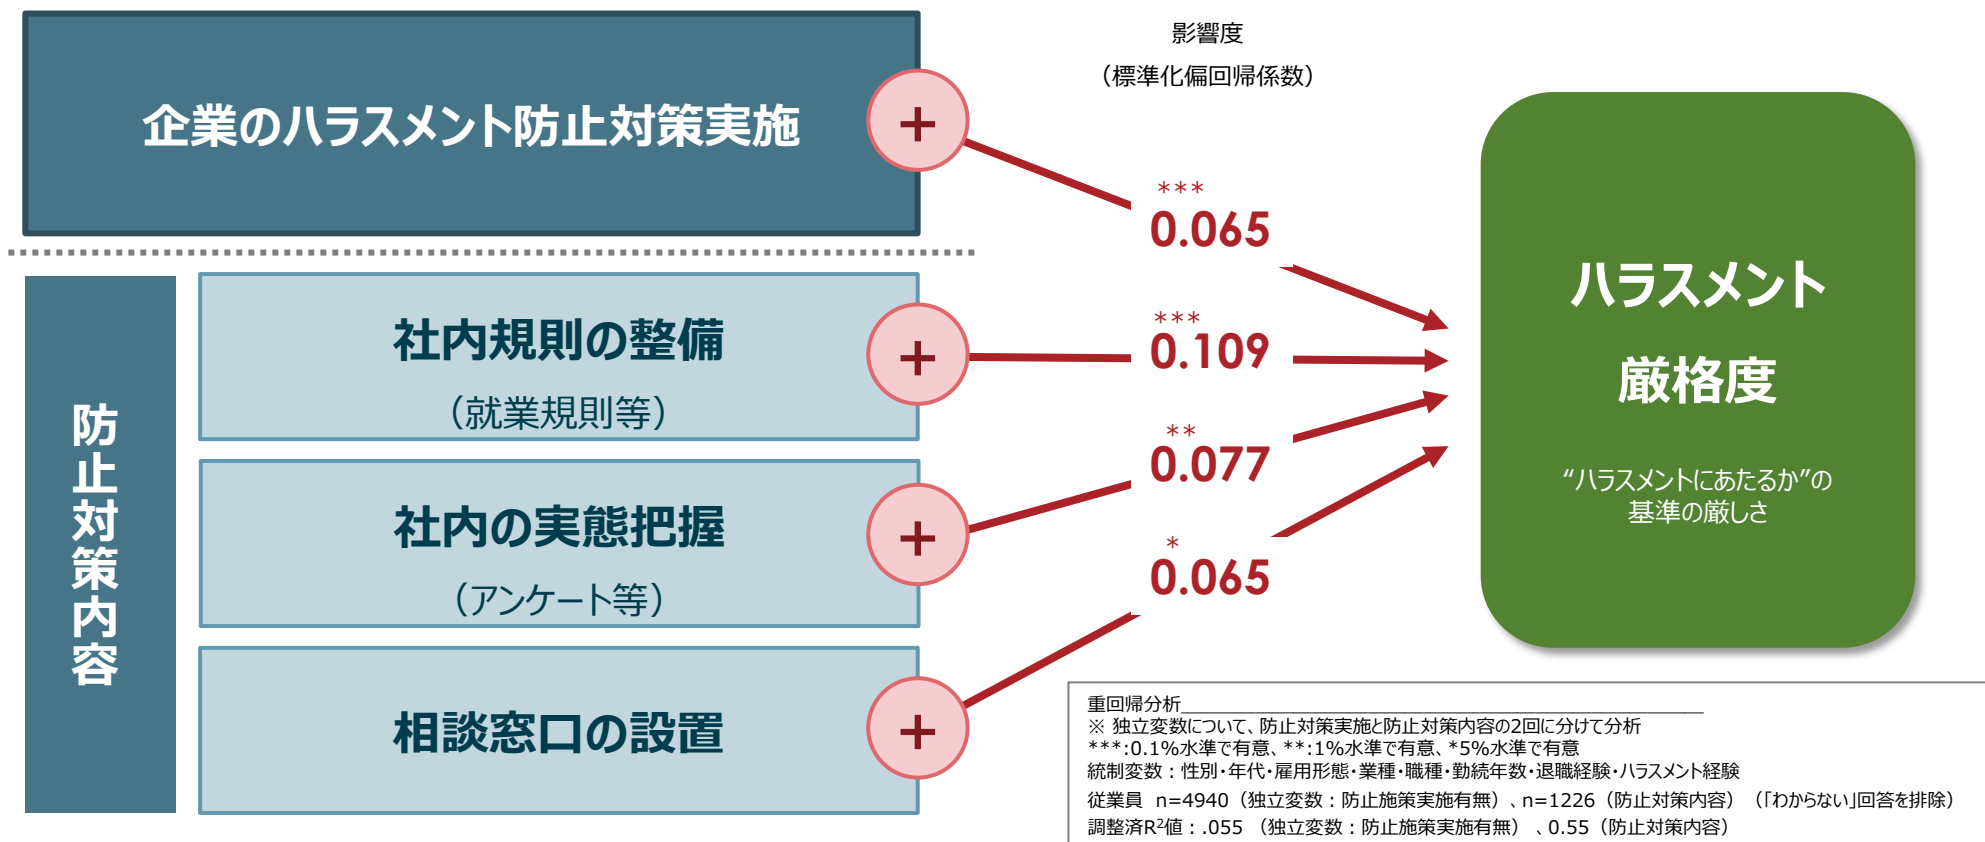 影響度
（標準化偏回帰係数）
企業のハラスメント防止対策実施
+
***
0.065
防止対策内容
社内規則の整備
（就業規則等）
+
***
0.109
社内の実態把握
（アンケート等）
+
**
0.077
相談窓口の設置
+
*
0.065
ハラスメント
厳格度
“ハラスメントにあたるか”の
基準の厳しさ
重回帰分析
※ 独立変数について、防止対策実施と防止対策内容の2回に分けて分析
***:0.1%水準で有意、**:1%水準で有意、*5%水準で有意
統制変数：性別・年代・雇用形態・業種・職種・勤続年数・退職経験・ハラスメント経験
従業員 n=4940（独立変数：防止施策実施有無）、n=1226（防止対策内容）（「わからない」回答を排除）
調整済R²値：.055 （独立変数：防止施策実施有無）、0.55（防止対策内容）